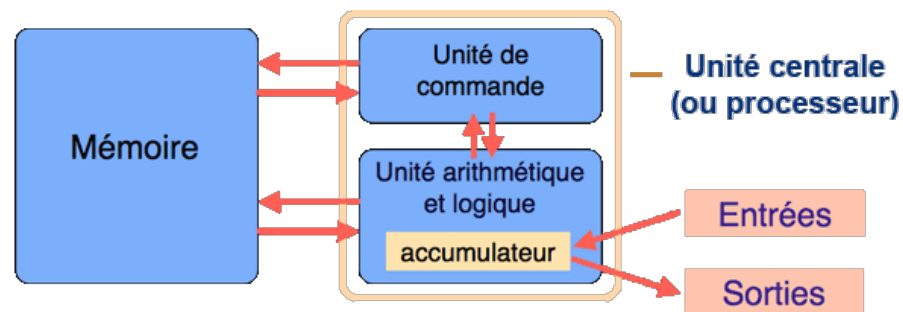 Mémoire
Unité de
commande
Unité arithmétique
et logique
accumulateur
Unité centrale
(ou processeur)
Entrées
Sorties